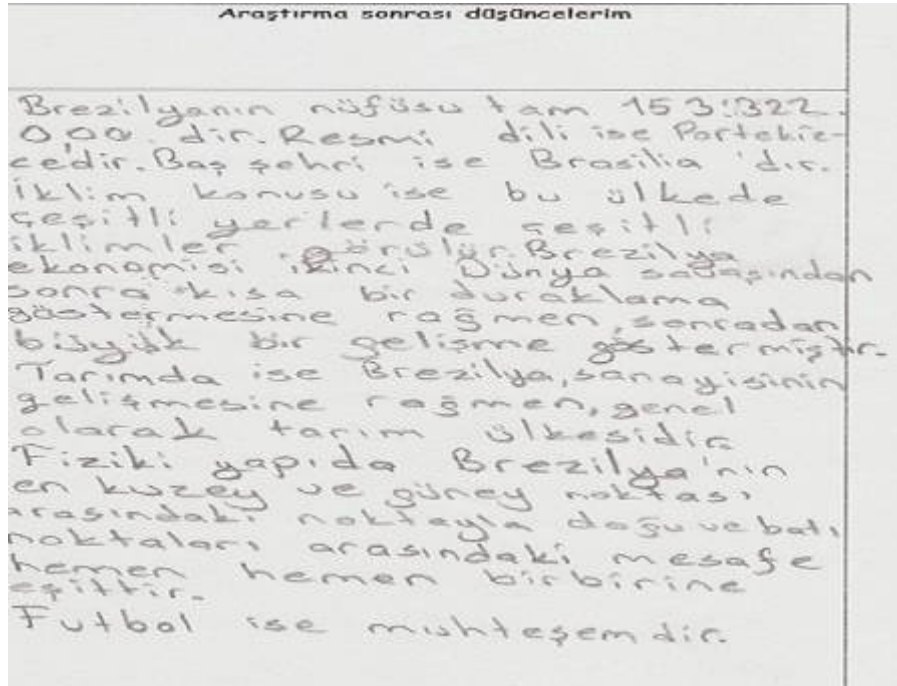 Araştırma sonrası düşüncelerim
Brezilyanın nüfüsu tam 153.322.
000 dir. Resmi dili ise Portekiz-
cedir. Baş şehri ise Brasilia 'dır.
İklim konusu ise bu ülkede
çeşitli yerlerde çeşitli
iklimler görülür. Brezilya
ekonomisi ikinci Dünya savaşından
sonra kısa bir duraklama
göstermesine rağmen, sonradan
büyük bir gelişme göstermiştir.
Tarımda ise Brezilya, sanayisinin
gelişmesine rağmen, genel
olarak tarım ülkesidir.
Fiziki yapıda Brezilya'nın
en kuzey ve güney noktası
arasındaki noktayla doğu ve batı
noktaları arasındaki mesafe
hemen hemen birbirine
eşittir.
Futbol ise muhteşemdir.